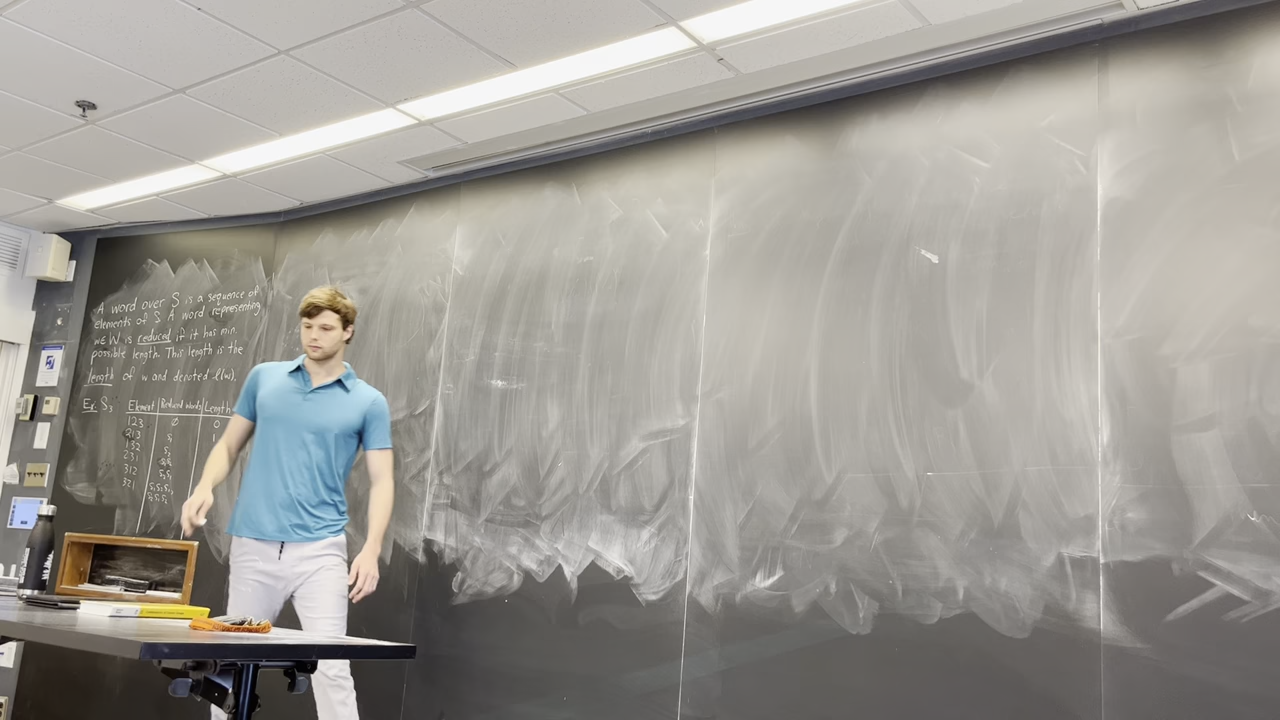 A word over S is a sequence of
elements of S A word representing
w∈W is reduced if it has min.
possible length. This length is the
length of w and denoted ℓ(w).
Ex. S₃ Element Reduced words Length
123 ∅ 0
213 s₁ 1
132 s₂
231
312
321